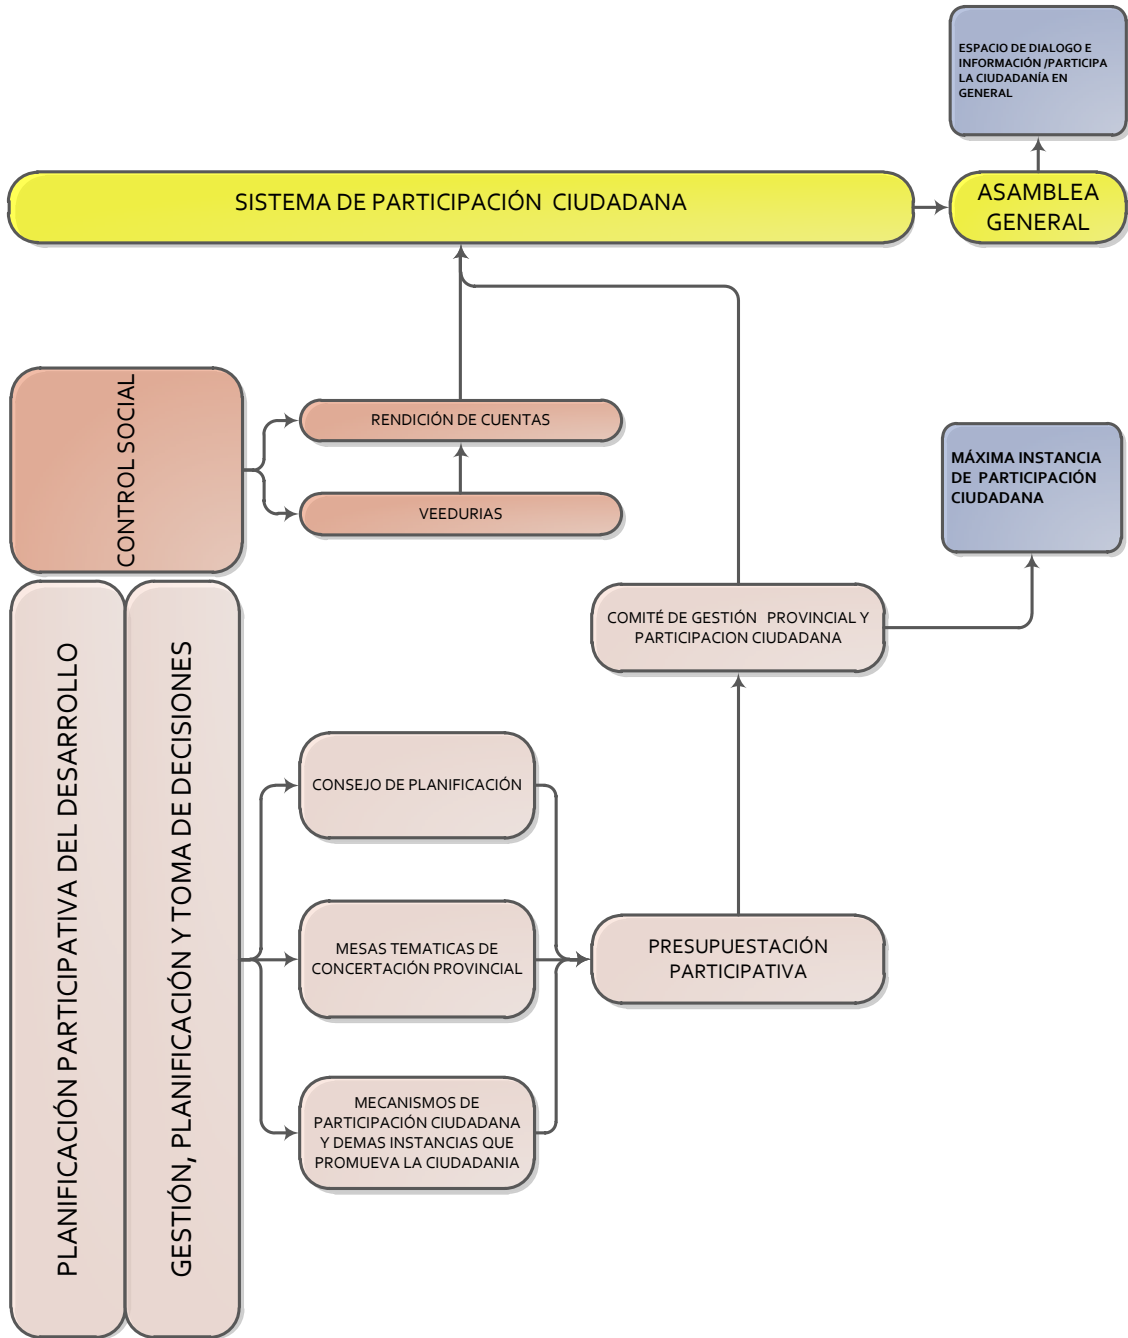 ESPACIO DE DIALOGO E
INFORMACIÓN /PARTICIPA
LA CIUDADANÍA EN
GENERAL
SISTEMA DE PARTICIPACIÓN CIUDADANA
ASAMBLEA
GENERAL
CONTROL SOCIAL
RENDICIÓN DE CUENTAS
VEEDURIAS
MÁXIMA INSTANCIA
DE PARTICIPACIÓN
CIUDADANA
COMITÉ DE GESTIÓN PROVINCIAL Y
PARTICIPACION CIUDADANA
PLANIFICACIÓN PARTICIPATIVA DEL DESARROLLO
GESTIÓN, PLANIFICACIÓN Y TOMA DE DECISIONES
CONSEJO DE PLANIFICACIÓN
MESAS TEMATICAS DE
CONCERTACIÓN PROVINCIAL
PRESUPUESTACIÓN
PARTICIPATIVA
MECANISMOS DE
PARTICIPACIÓN CIUDADANA
Y DEMAS INSTANCIAS QUE
PROMUEVA LA CIUDADANIA